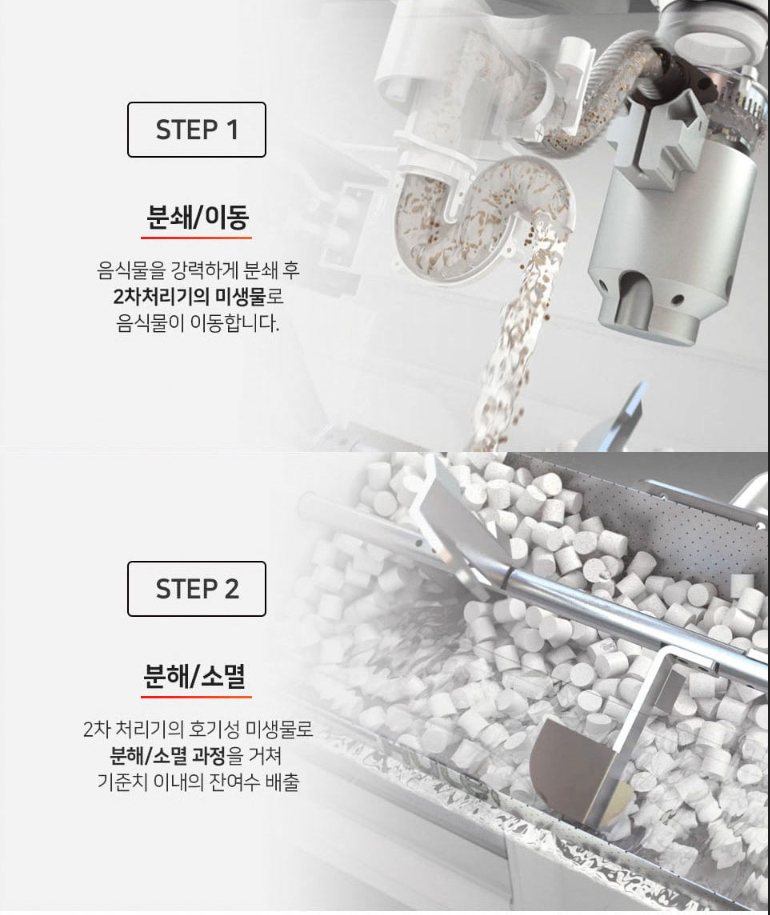 STEP 1
분쇄/이동
음식물을 강력하게 분쇄 후
2차처리기의 미생물로
음식물이 이동합니다.
STEP 2
분해/소멸
2차 처리기의 호기성 미생물로
분해/소멸 과정을 거쳐
기준치 이내의 잔여수 배출